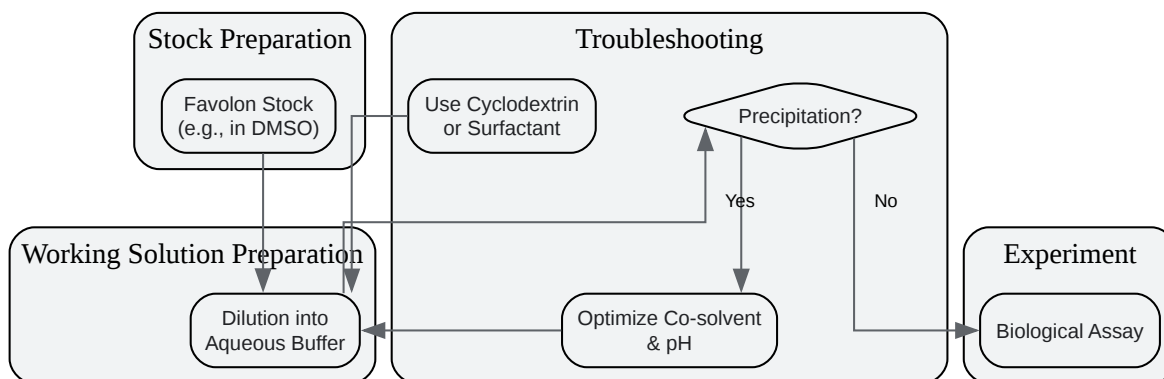 Stock Preparation
Troubleshooting
Favolon Stock
(e.g., in DMSO)
Use Cyclodextrin
or Surfactant
Precipitation?
Yes
No
Working Solution Preparation
Experiment
Dilution into
Aqueous Buffer
Optimize Co-solvent
& pH
Biological Assay